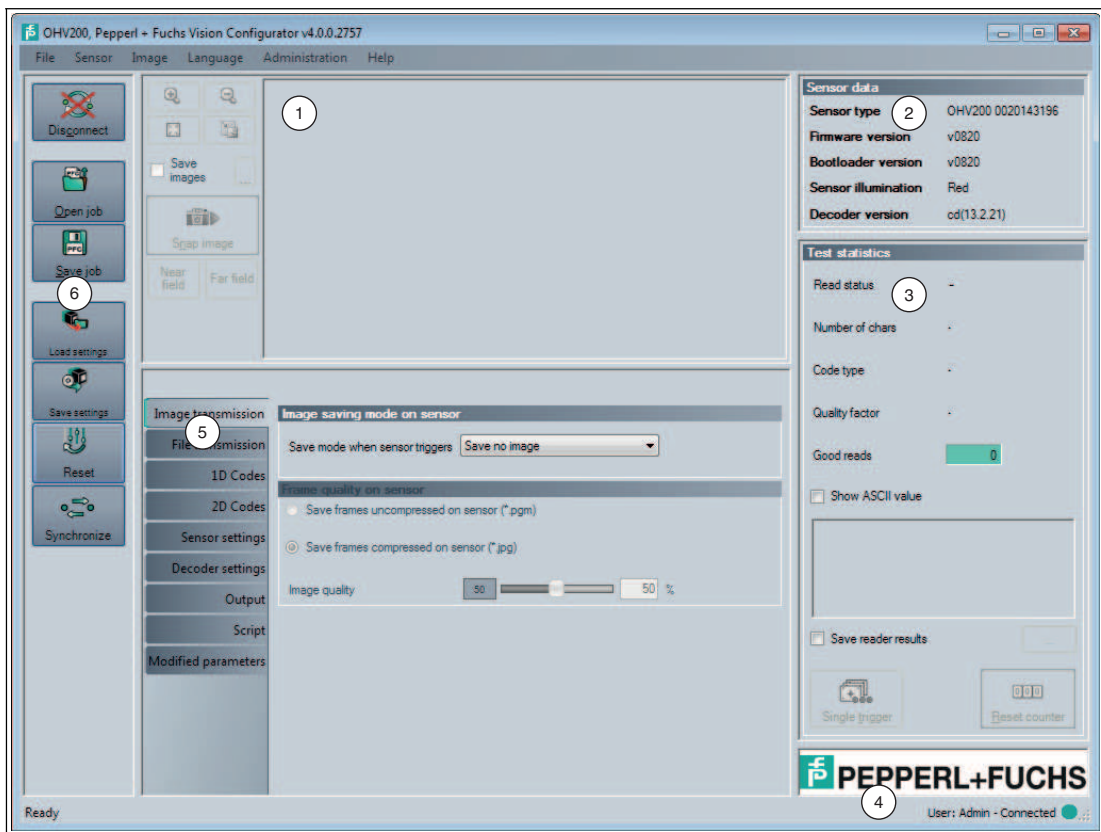 OHV200, Pepperl + Fuchs Vision Configurator v4.0.0.2757
File Sensor Image Language Administration Help
Disconnect
Open job
Save job
6
Load settings
Save settings
Reset
Synchronize
Save images
...
Snap image
Near field
Far field
1
Image transmission
5
File transmission
1D Codes
2D Codes
Sensor settings
Decoder settings
Output
Script
Modified parameters
Image saving mode on sensor
Save mode when sensor triggers Save no image
Frame quality on sensor
Save frames uncompressed on sensor (*.pgm)
Save frames compressed on sensor (*.jpg)
Image quality 50 50 %
Sensor data
Sensor type 2 OHV200 0020143196
Firmware version v0820
Bootloader version v0820
Sensor illumination Red
Decoder version cd(13.2.21)
Test statistics
Read status 3 -
Number of chars -
Code type -
Quality factor -
Good reads 0
Show ASCII value
Save reader results ...
Single trigger
000
Reset counter
PEPPERL+FUCHS
4
Ready
User: Admin - Connected